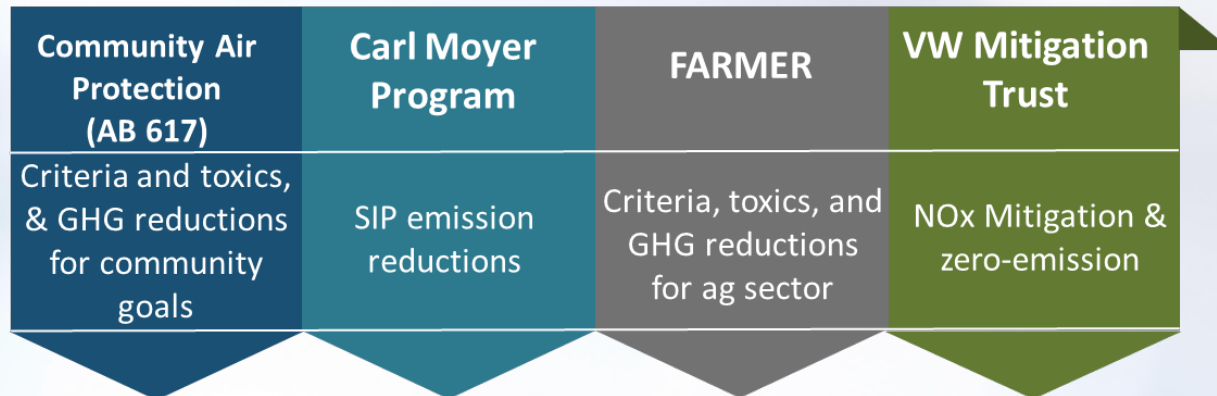 Community Air
Protection
(AB 617)
Carl Moyer
Program
FARMER
VW Mitigation
Trust
Criteria and toxics,
& GHG reductions
for community
goals
SIP emission
reductions
Criteria, toxics, and
GHG reductions
for ag sector
NOx Mitigation &
zero-emission